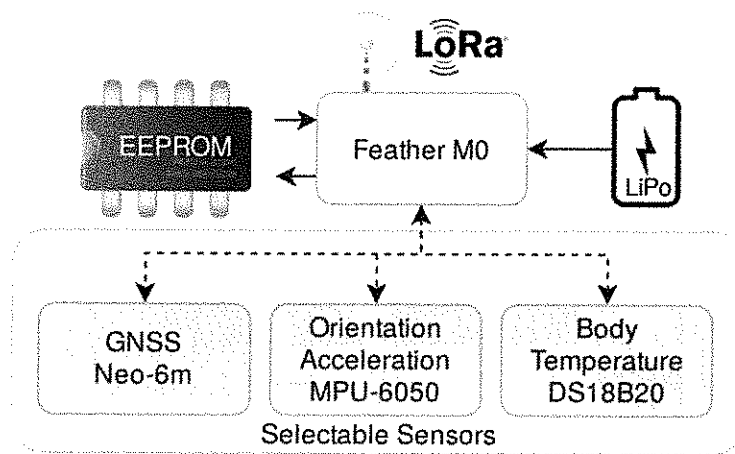 LoRa
EEPROM
Feather M0
LiPo
GNSS
Neo-6m
Orientation
Acceleration
MPU-6050
Body
Temperature
DS18B20
Selectable Sensors